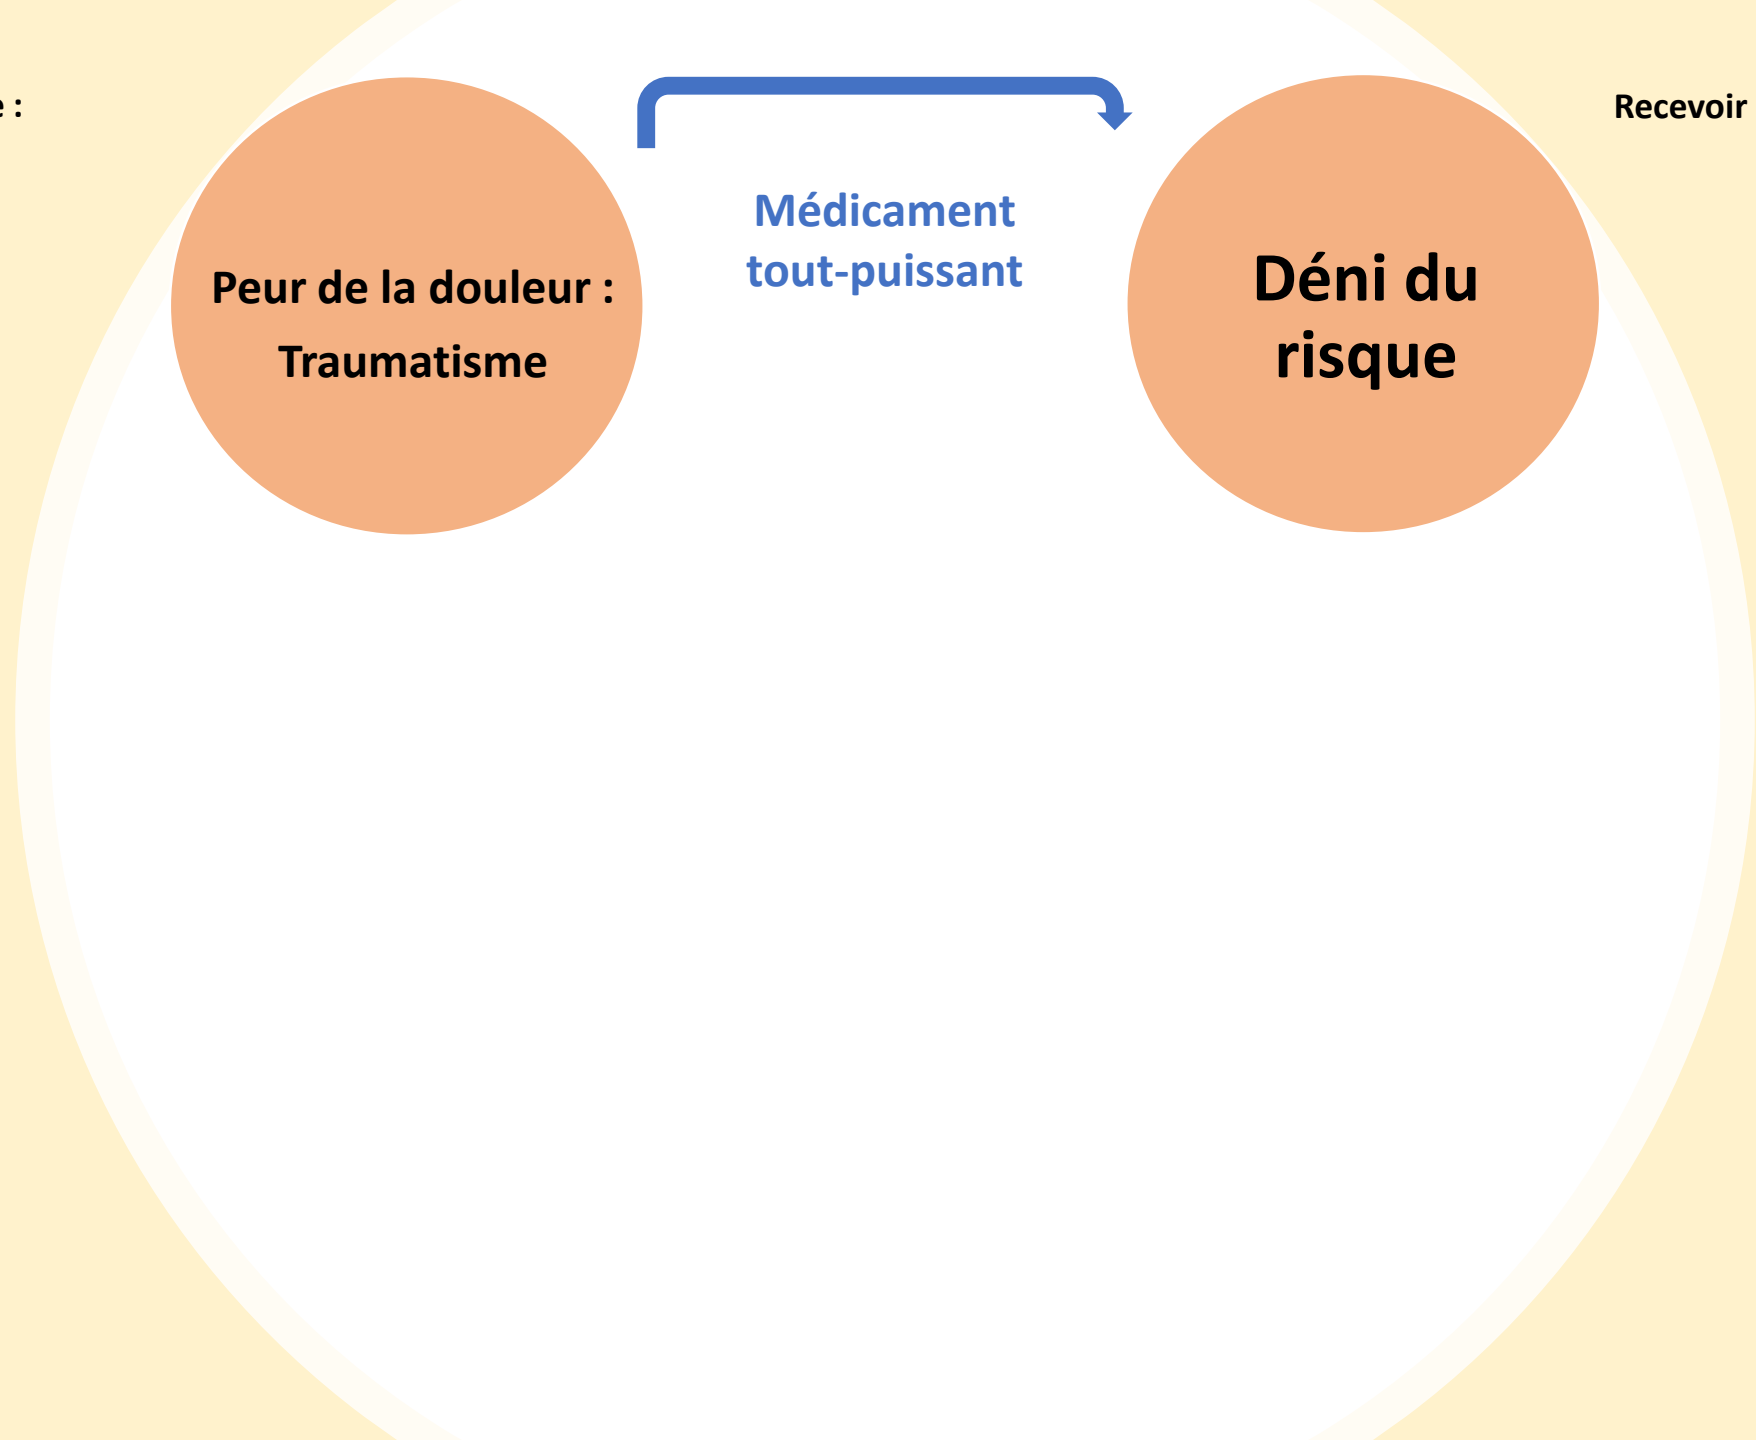 e :
Recevoir
Médicament
tout-puissant
Peur de la douleur :
Traumatisme
Déni du
risque